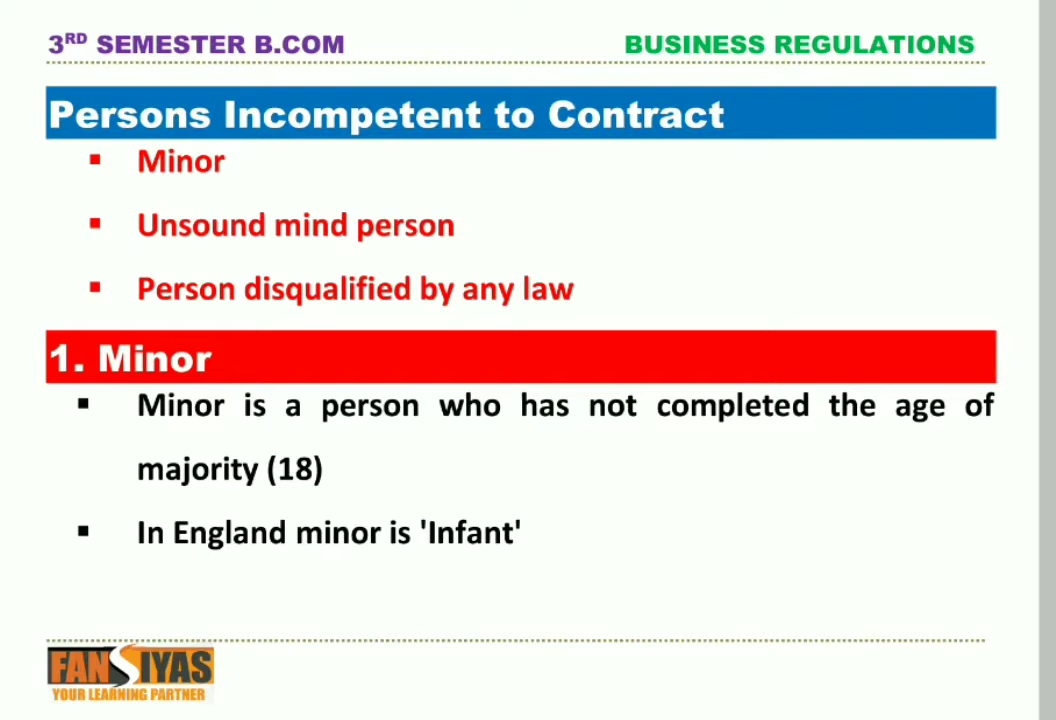 3RD SEMESTER B.COM
BUSINESS REGULATIONS
Persons Incompetent to Contract
▪ Minor
▪ Unsound mind person
▪ Person disqualified by any law
1. Minor
▪ Minor is a person who has not completed the age of
majority (18)
▪ In England minor is 'Infant'
FANSIYAS
YOUR LEARNING PARTNER